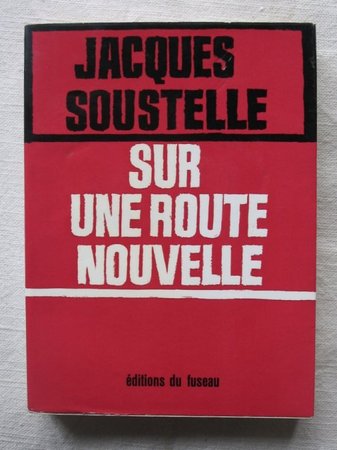 JACQUES
SOUSTELLE
SUR
UNE ROUTE
NOUVELLE
éditions du fuseau